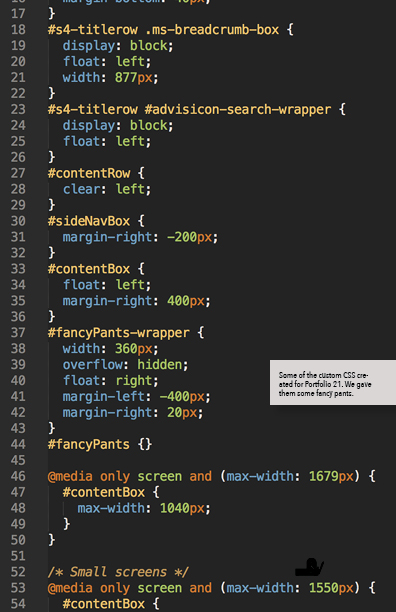 margin-bottom: 40px;
17 }
18 #s4-titlerow .ms-breadcrumb-box {
19 display: block;
20 float: left;
21 width: 877px;
22 }
23 #s4-titlerow #advisicon-search-wrapper {
24 display: block;
25 float: left;
26 }
27 #contentRow {
28 clear: left;
29 }
30 #sideNavBox {
31 margin-right: -200px;
32 }
33 #contentBox {
34 float: left;
35 margin-right: 400px;
36 }
37 #fancyPants-wrapper {
38 width: 360px;
39 overflow: hidden;
40 float: right;
41 margin-left: -400px;
42 margin-right: 20px;
43 }
44 #fancyPants {}
45
46 @media only screen and (max-width: 1679px) {
47 #contentBox {
48 max-width: 1040px;
49 }
50 }
51
52 /* Small screens */
53 @media only screen and (max-width: 1550px) {
54 #contentBox {
Some of the custom CSS cre-
ated for Portfolio 21. We gave
them some fancy pants.